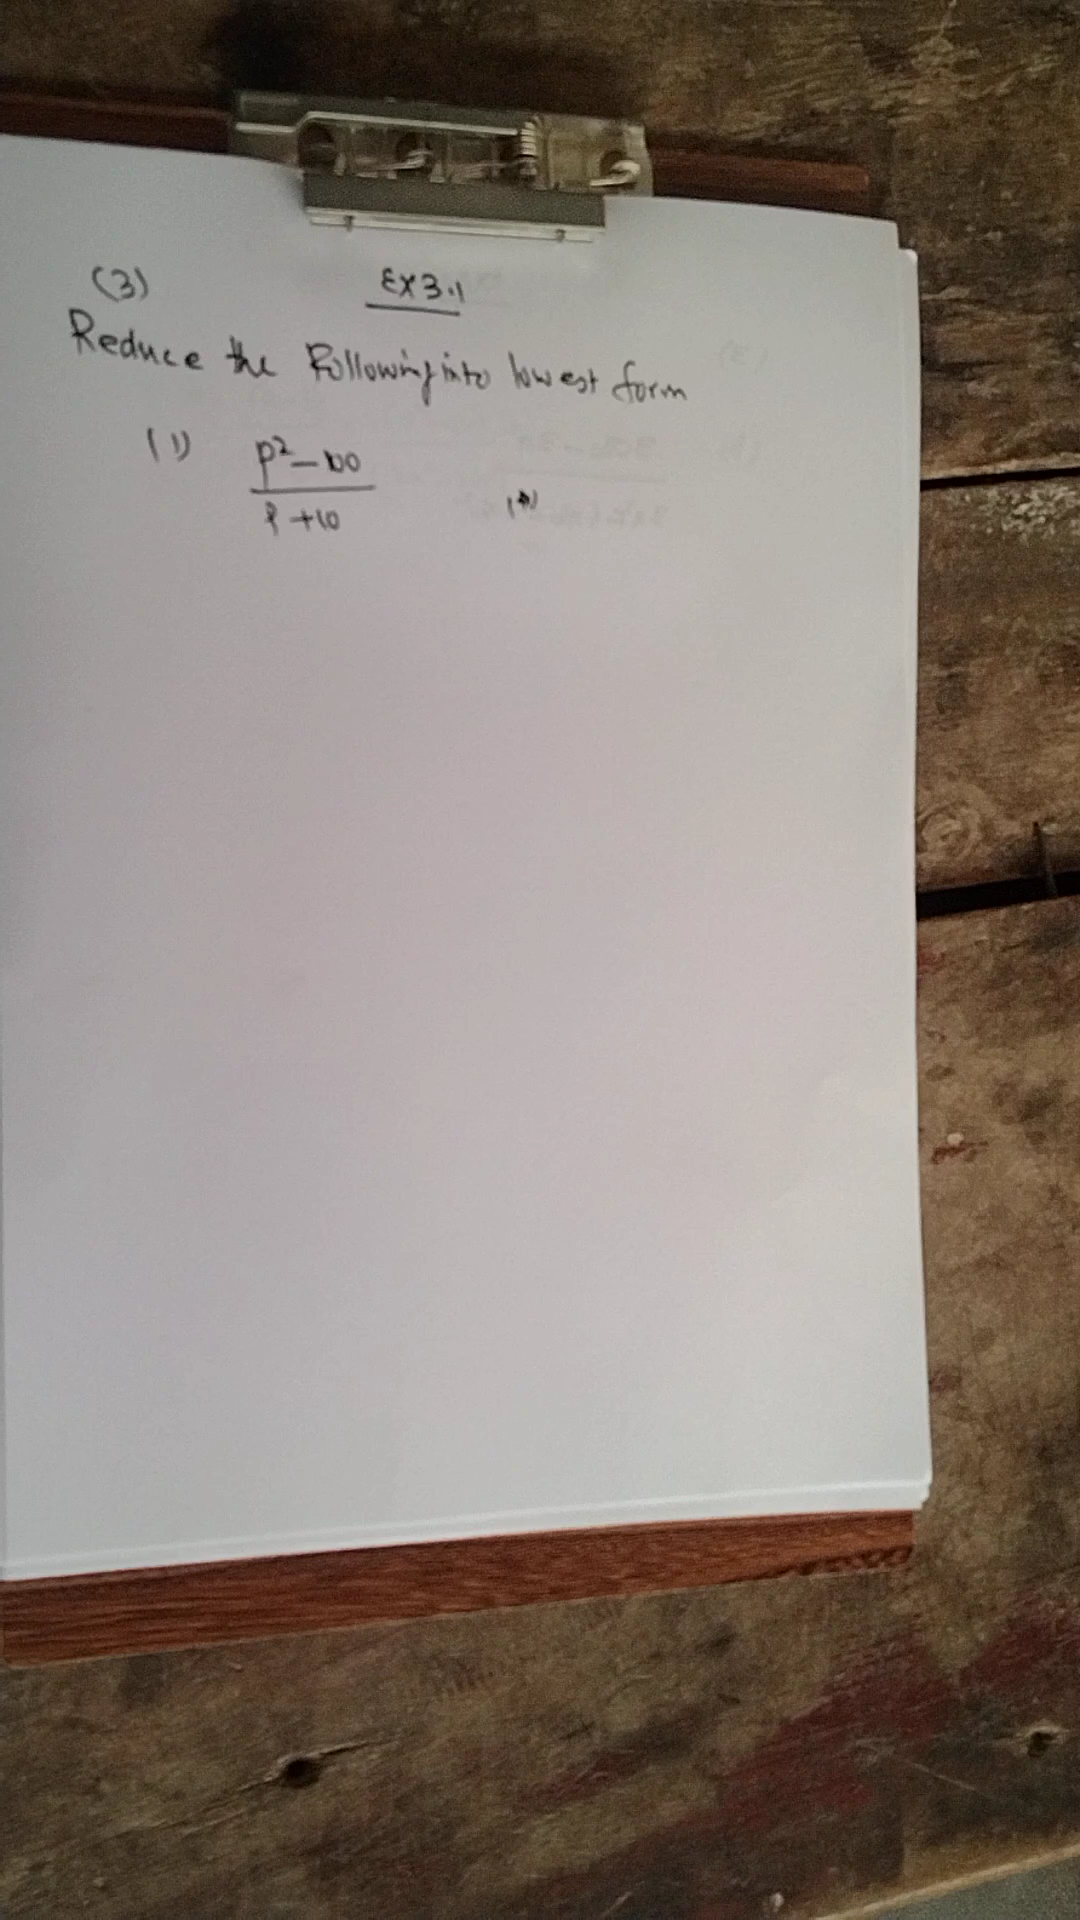 (3) Ex 3.1
Reduce the Following into lowest form
(1) p²-100
p+10